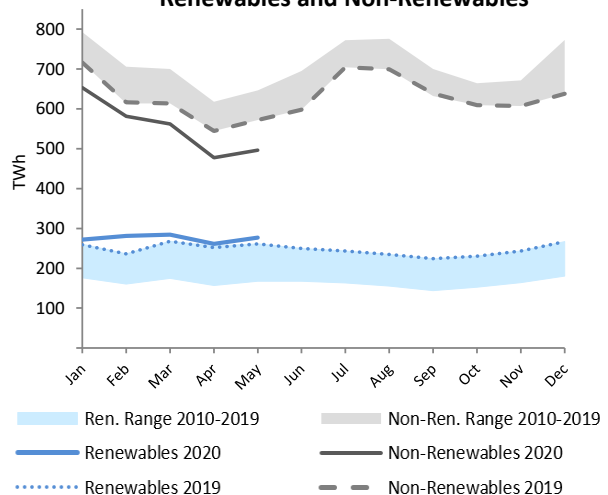 Renewables and Non-Renewables
800
700
600
500
400
300
200
100
TWh
Jan Feb Mar Apr May Jun Jul Aug Sep Oct Nov Dec
Ren. Range 2010-2019 Non-Ren. Range 2010-2019
Renewables 2020 Non-Renewables 2020
Renewables 2019 Non-Renewables 2019